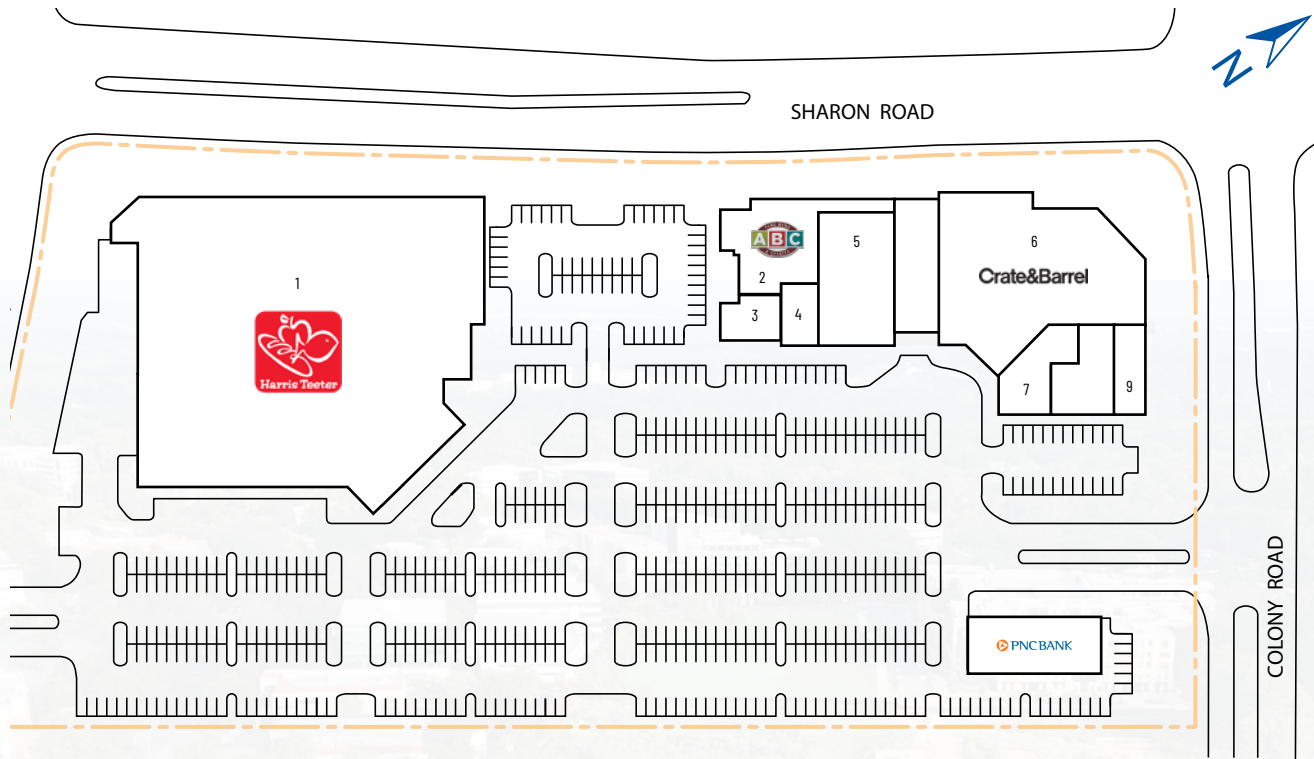 N
SHARON ROAD
1
Harris Teeter
ABC
2
3
4
5
6
Crate&Barrel
7
9
PNCBANK
COLONY ROAD